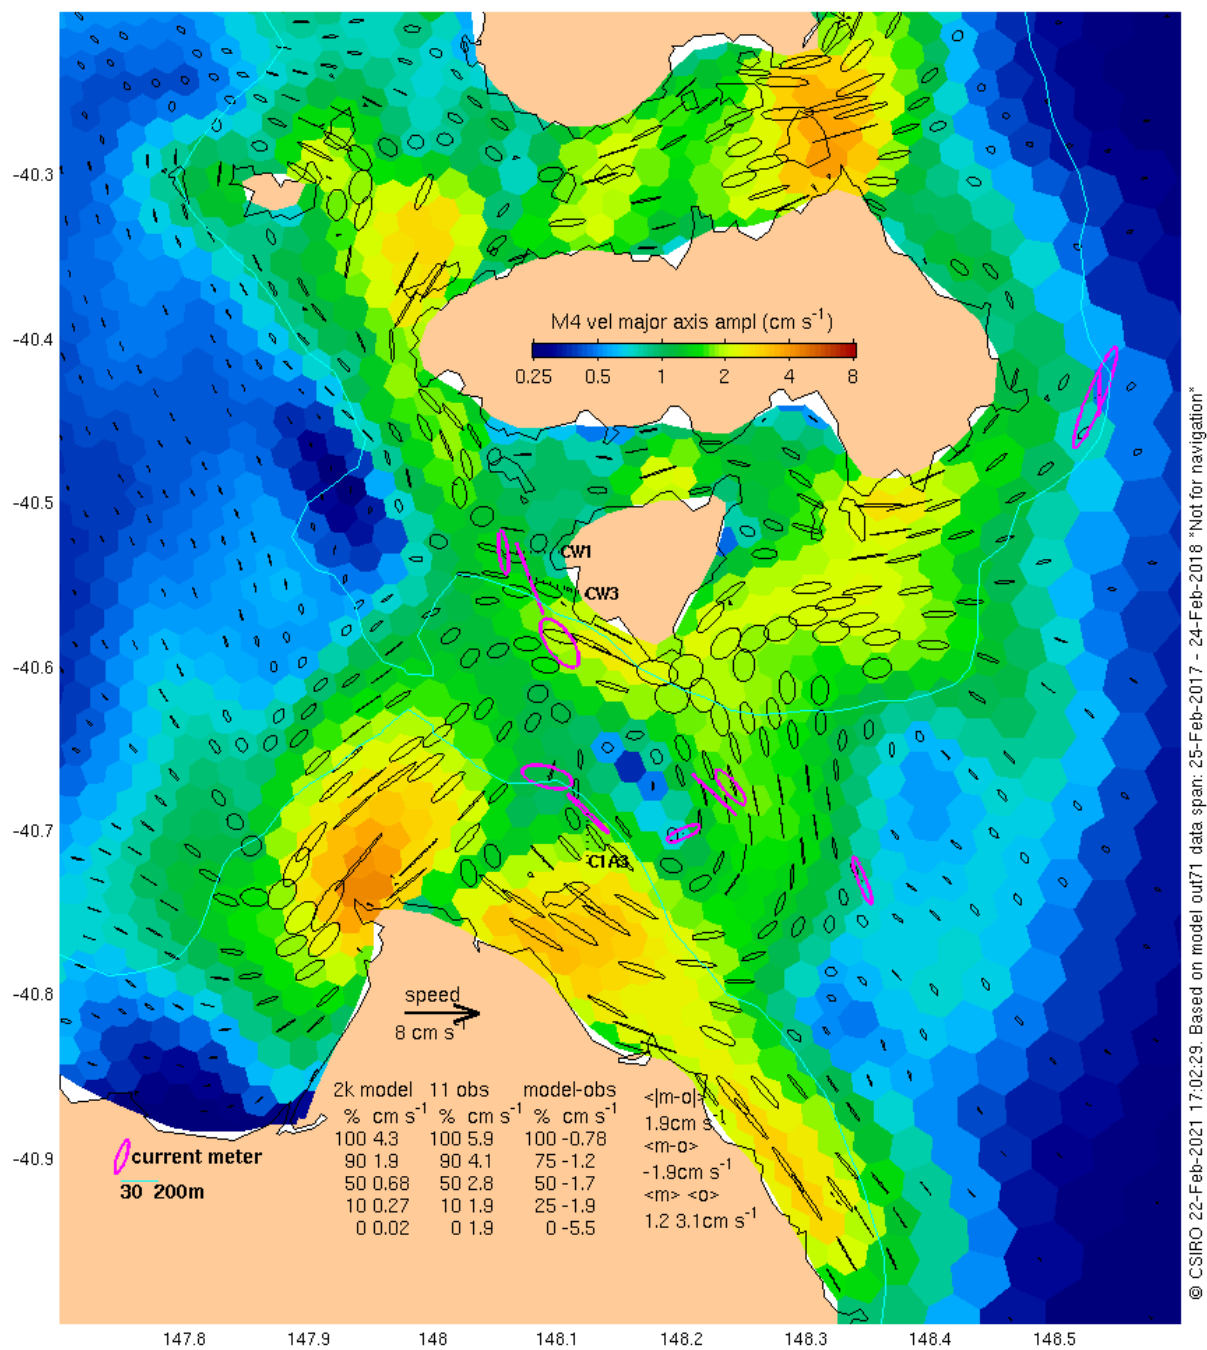 -40.3
-40.4
-40.5
-40.6
-40.7
-40.8
-40.9
M4 vel major axis ampl (cm s⁻¹)
0.25 0.5 1 2 4 8
CW1
CW3
C1A3
speed
8 cm s⁻¹
2k model 11 obs model-obs
% cm s⁻¹ % cm s⁻¹ % cm s⁻¹
100 4.3 100 5.9 100 -0.78
90 1.9 90 4.1 75 -1.2
50 0.68 50 2.8 50 -1.7
10 0.27 10 1.9 25 -1.9
0 0.02 0 1.9 0 -5.5
<|m-o|>
1.9cm s⁻¹
<m-o>
-1.9cm s⁻¹
<m> <o>
1.2 3.1cm s⁻¹
current meter
30 200m
147.8 147.9 148 148.1 148.2 148.3 148.4 148.5
© CSIRO 22-Feb-2021 17:02:29. Based on model out71 data span: 25-Feb-2017 - 24-Feb-2018 "Not for navigation"